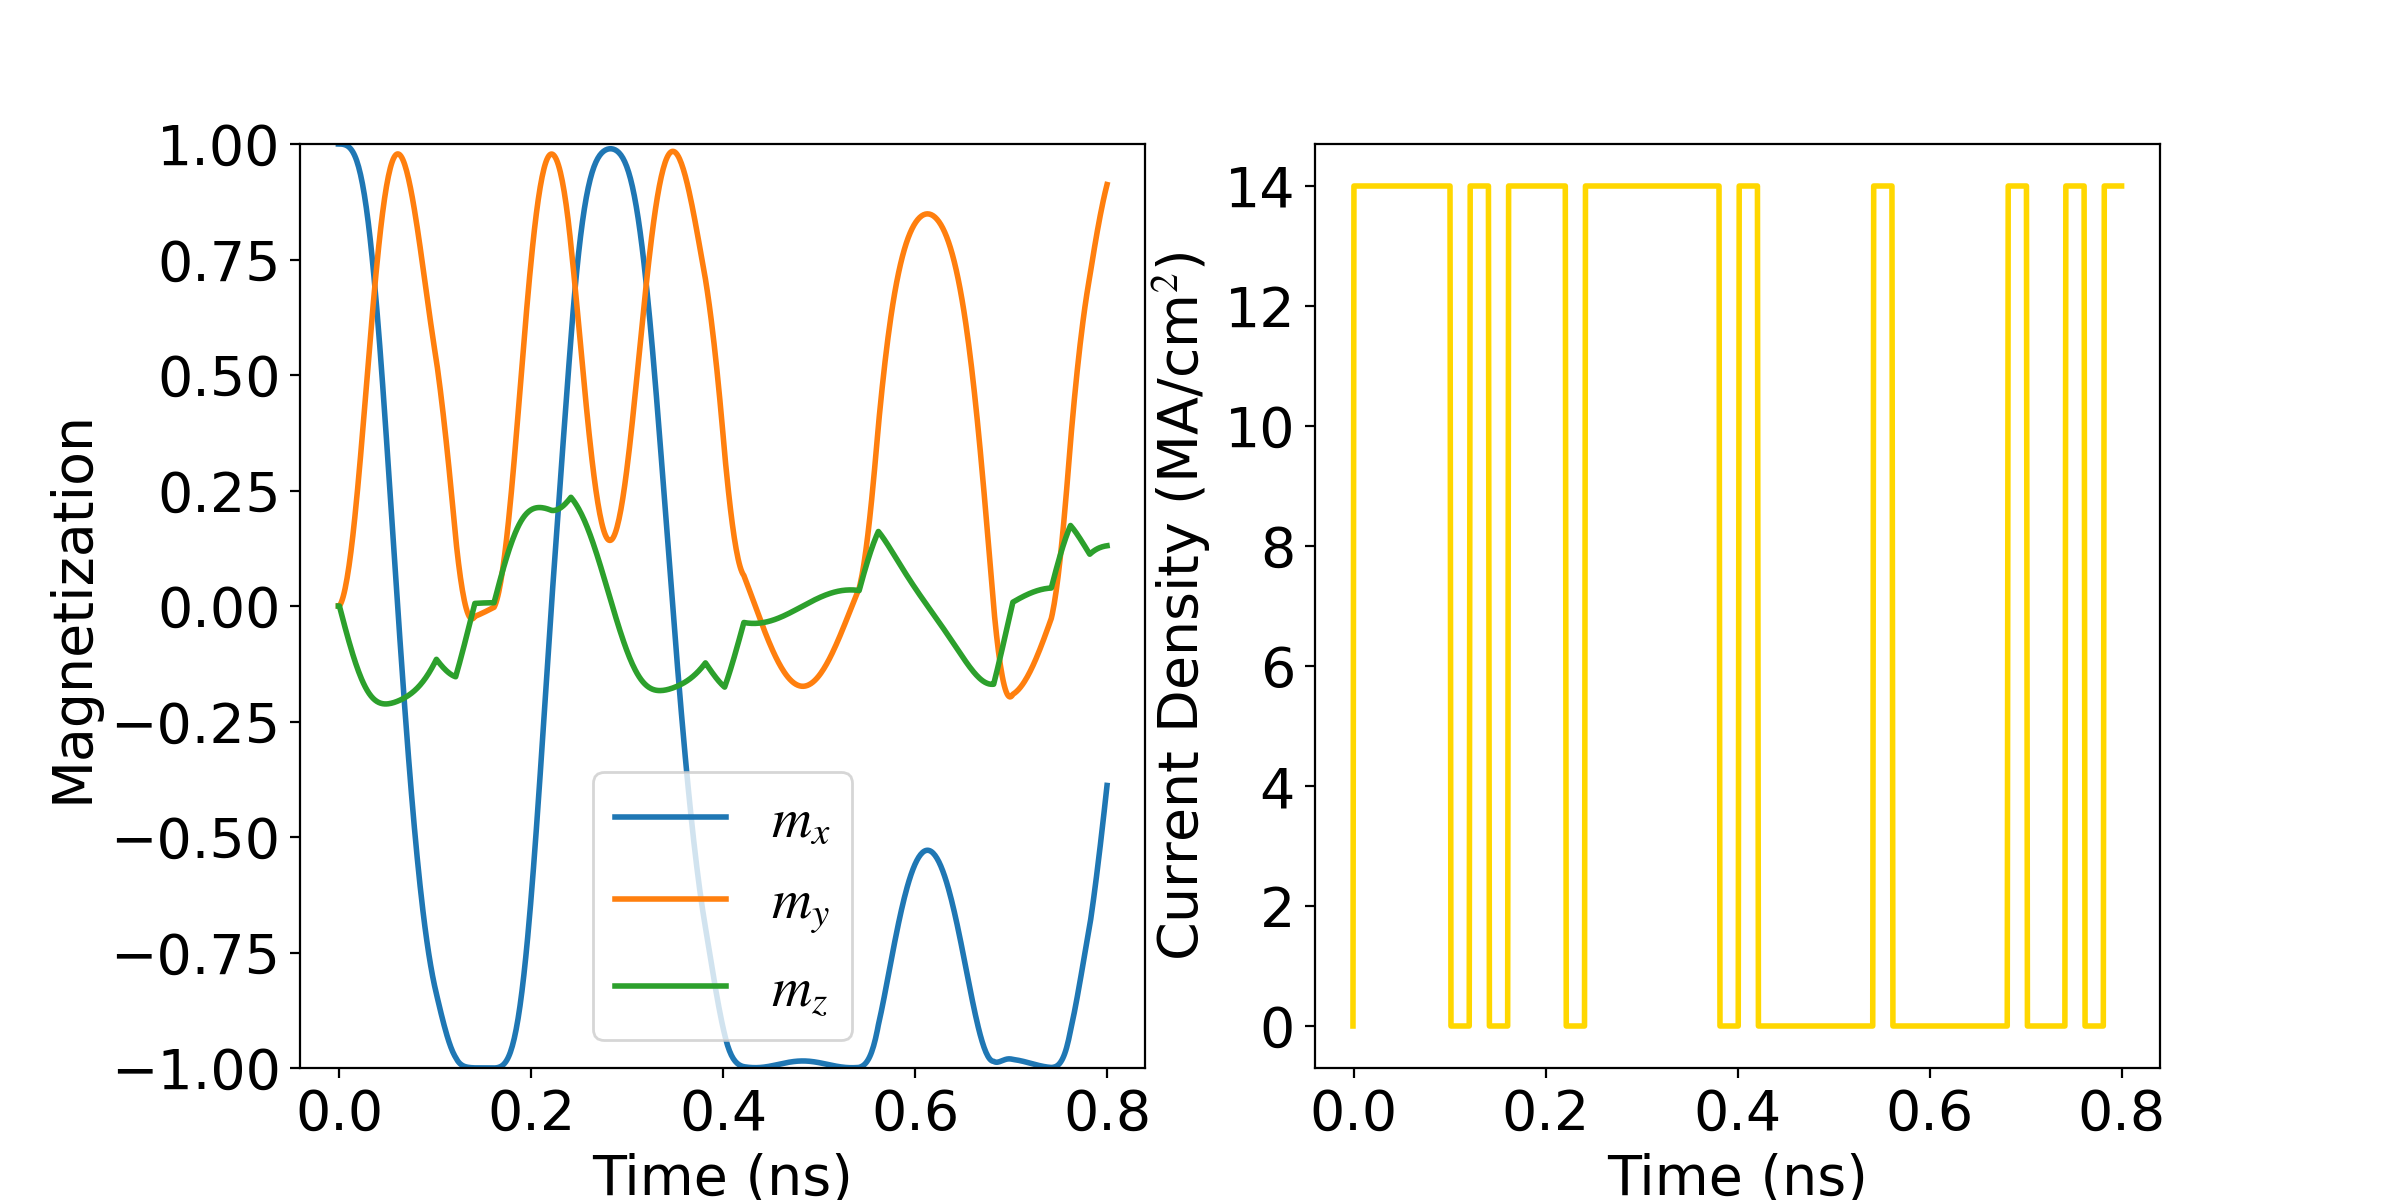 Magnetization
1.00
0.75
0.50
0.25
0.00
−0.25
−0.50
−0.75
−1.00
0.0 0.2 0.4 0.6 0.8
Time (ns)
m_x
m_y
m_z
Current Density (MA/cm²)
14
12
10
8
6
4
2
0
0.0 0.2 0.4 0.6 0.8
Time (ns)